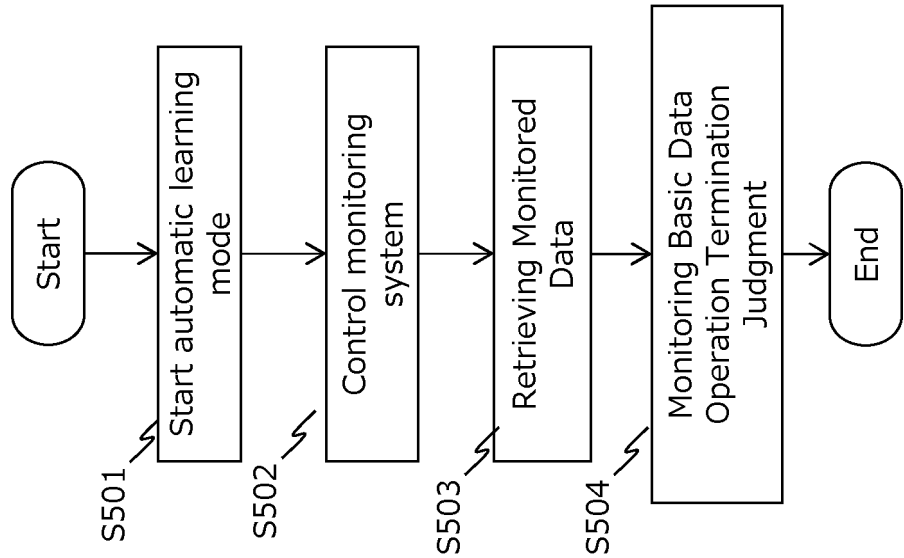 Start
S501
Start automatic learning
mode
S502
Control monitoring
system
S503
Retrieving Monitored
Data
S504
Monitoring Basic Data
Operation Termination
Judgment
End